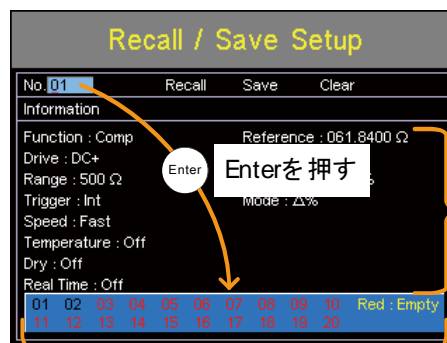 Recall / Save Setup
No. 01 Recall Save Clear
Information
Function : Comp Reference : 061.8400 Ω
Drive : DC+
Range : 500 Ω %
Trigger : Int Mode : Δ%
Speed : Fast
Temperature : Off
Dry : Off
Real Time : Off
Enter
Enterを押す
01 02 03 04 05 06 07 08 09 10 Red : Empty
11 12 13 14 15 16 17 18 19 20